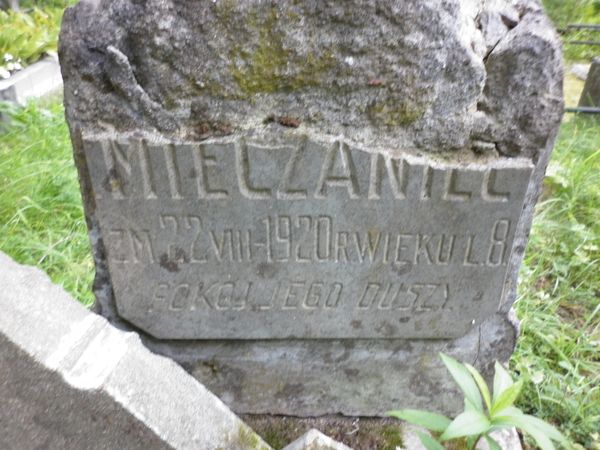 MIECZANIEC
ZM. 22 VIII-1920 R W WIEKU L. 8
POKÓJ JEGO DUSZY